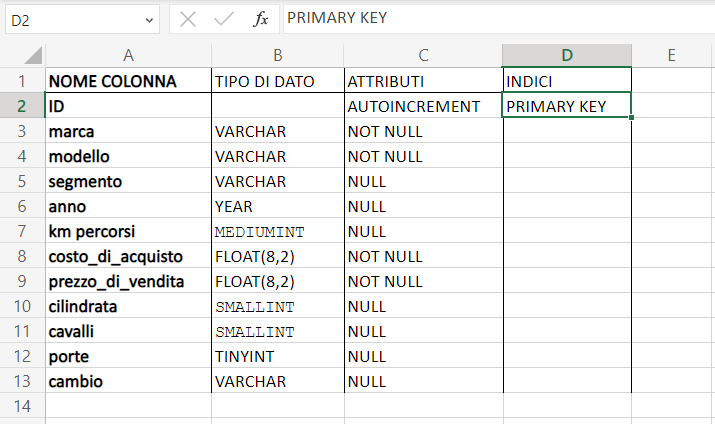 D2 fx PRIMARY KEY
A B C D E
1 NOME COLONNA TIPO DI DATO ATTRIBUTI INDICI
2 ID AUTOINCREMENT PRIMARY KEY
3 marca VARCHAR NOT NULL
4 modello VARCHAR NOT NULL
5 segmento VARCHAR NULL
6 anno YEAR NULL
7 km percorsi MEDIUMINT NULL
8 costo_di_acquisto FLOAT(8,2) NOT NULL
9 prezzo_di_vendita FLOAT(8,2) NOT NULL
10 cilindrata SMALLINT NULL
11 cavalli SMALLINT NULL
12 porte TINYINT NULL
13 cambio VARCHAR NULL
14